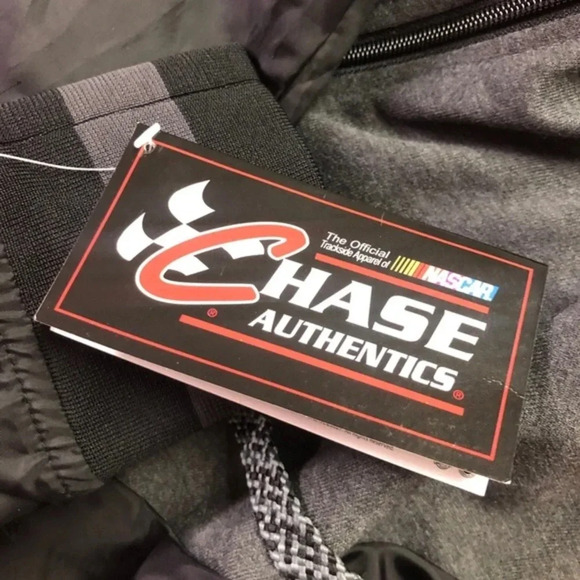 The Official
Trackside Apparel of
NASCAR
CHASE
AUTHENTICS
®
®